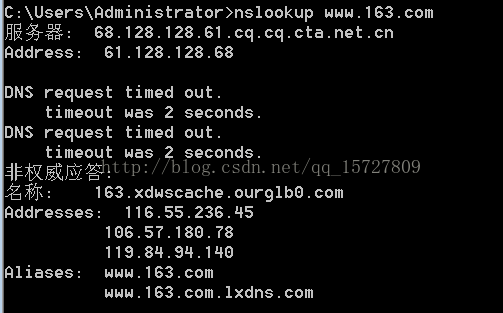 C:\Users\Administrator>nslookup www.163.com
服务器:  68.128.128.61.cq.cq.cta.net.cn
Address:  61.128.128.68
DNS request timed out.
    timeout was 2 seconds.
DNS request timed out.
    timeout was 2 seconds.
非权威应答:
http://blog.csdn.net/qq_15727809
名称:    163.xdwscache.ourglb0.com
Addresses:  116.55.236.45
          106.57.180.78
          119.84.94.140
Aliases:  www.163.com
          www.163.com.lxdns.com